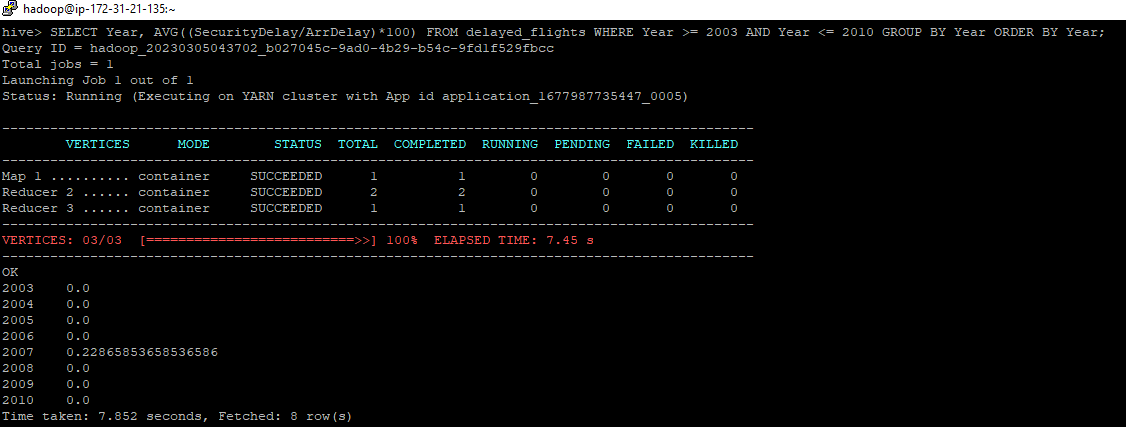 hadoop@ip-172-31-21-135:~
hive> SELECT Year, AVG((SecurityDelay/ArrDelay)*100) FROM delayed_flights WHERE Year >= 2003 AND Year <= 2010 GROUP BY Year ORDER BY Year;
Query ID = hadoop_20230305043702_b027045c-9ad0-4b29-b54c-9fd1f529fbcc
Total jobs = 1
Launching Job 1 out of 1
Status: Running (Executing on YARN cluster with App id application_1677987735447_0005)
----------------------------------------------------------------------------------------------
VERTICES MODE STATUS TOTAL COMPLETED RUNNING PENDING FAILED KILLED
----------------------------------------------------------------------------------------------
Map 1 .......... container SUCCEEDED 1 1 0 0 0 0
Reducer 2 ...... container SUCCEEDED 2 2 0 0 0 0
Reducer 3 ...... container SUCCEEDED 1 1 0 0 0 0
----------------------------------------------------------------------------------------------
VERTICES: 03/03 [==========================>>] 100% ELAPSED TIME: 7.45 s
----------------------------------------------------------------------------------------------
OK
2003 0.0
2004 0.0
2005 0.0
2006 0.0
2007 0.22865853658536586
2008 0.0
2009 0.0
2010 0.0
Time taken: 7.852 seconds, Fetched: 8 row(s)